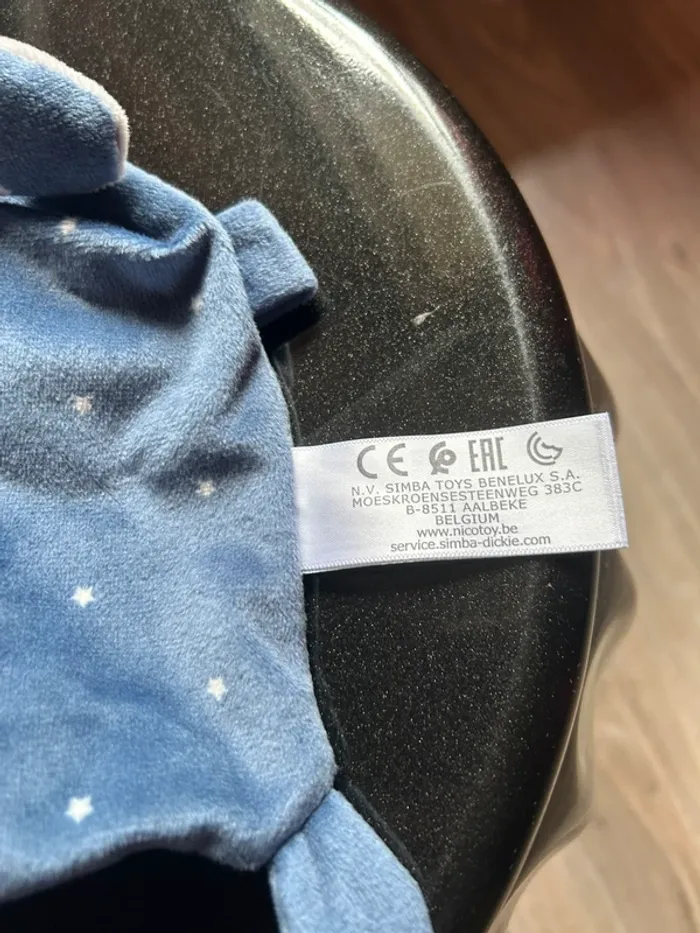 CE EAC
N.V. SIMBA TOYS BENELUX S.A.
MOESKROENSESTEENWEG 383C
B-8511 AALBEKE
BELGIUM
www.nicotoy.be
service.simba-dickie.com